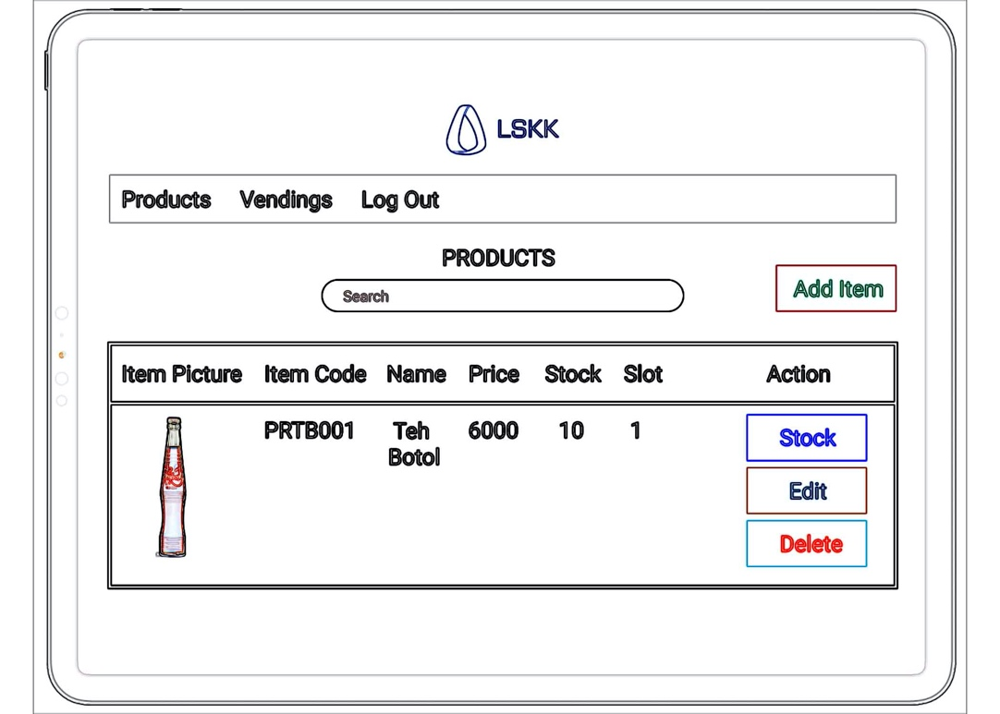 LSKK
Products Vendings Log Out
PRODUCTS
Search
Add Item
Item Picture Item Code Name Price Stock Slot Action
PRTB001 Teh 6000 10 1
Botol
Stock
Edit
Delete